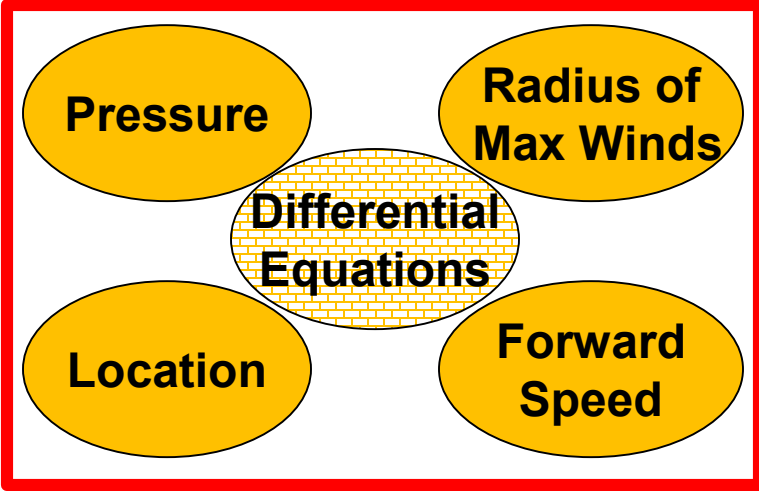 Pressure
Radius of
Max Winds
Differential
Equations
Location
Forward
Speed